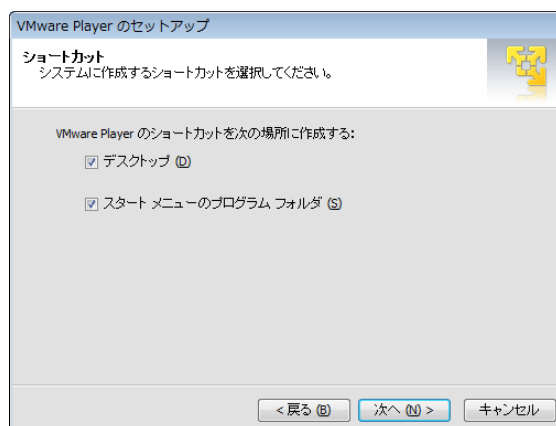 VMware Player のセットアップ
ショートカット
システムに作成するショートカットを選択してください。
VMware Player のショートカットを次の場所に作成する:
デスクトップ (D)
スタート メニューのプログラム フォルダ (S)
< 戻る (B)
次へ (N) >
キャンセル